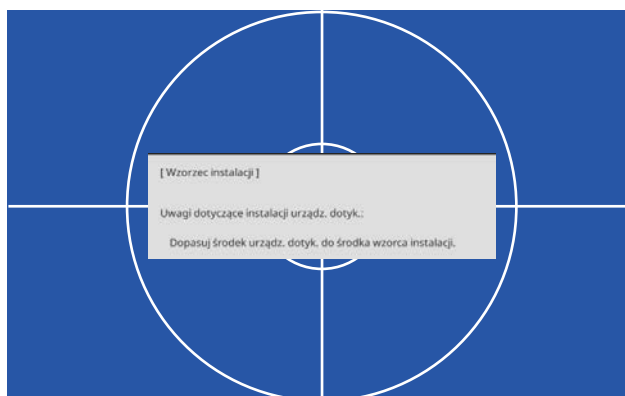 [ Wzorzec instalacji ]
Uwagi dotyczące instalacji urządz. dotyk.:
Dopasuj środek urządz. dotyk. do środka wzorca instalacji.